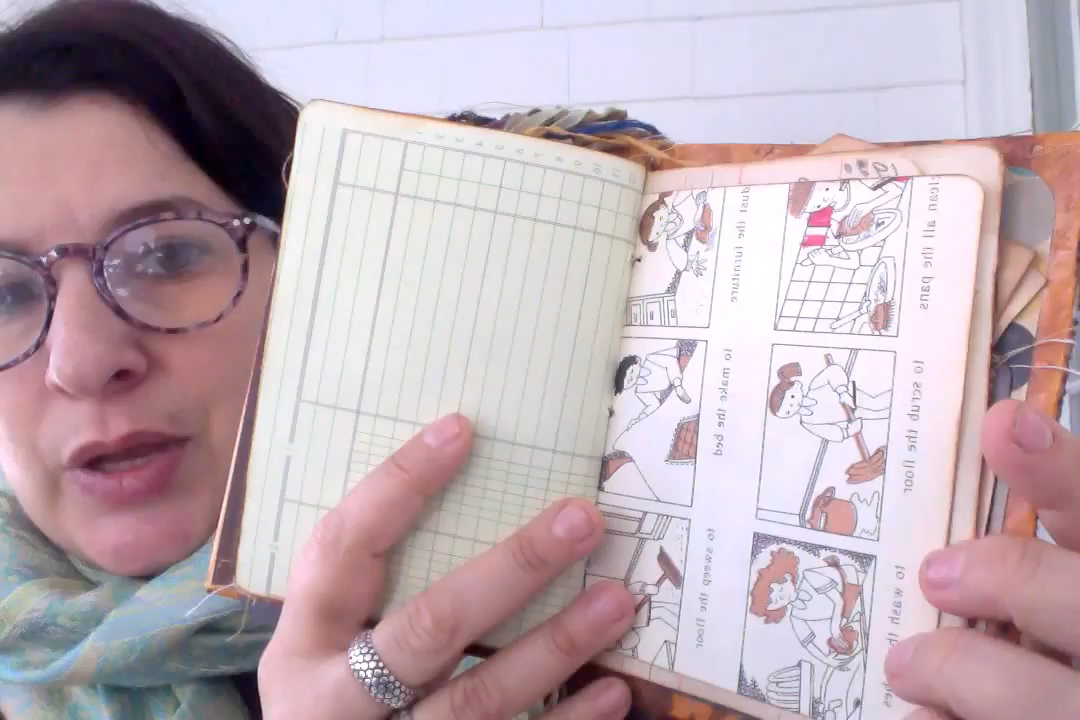 dust the furniture
to make the bed
to sweep the floor
clean all the pans
to scrub the floor
to wash